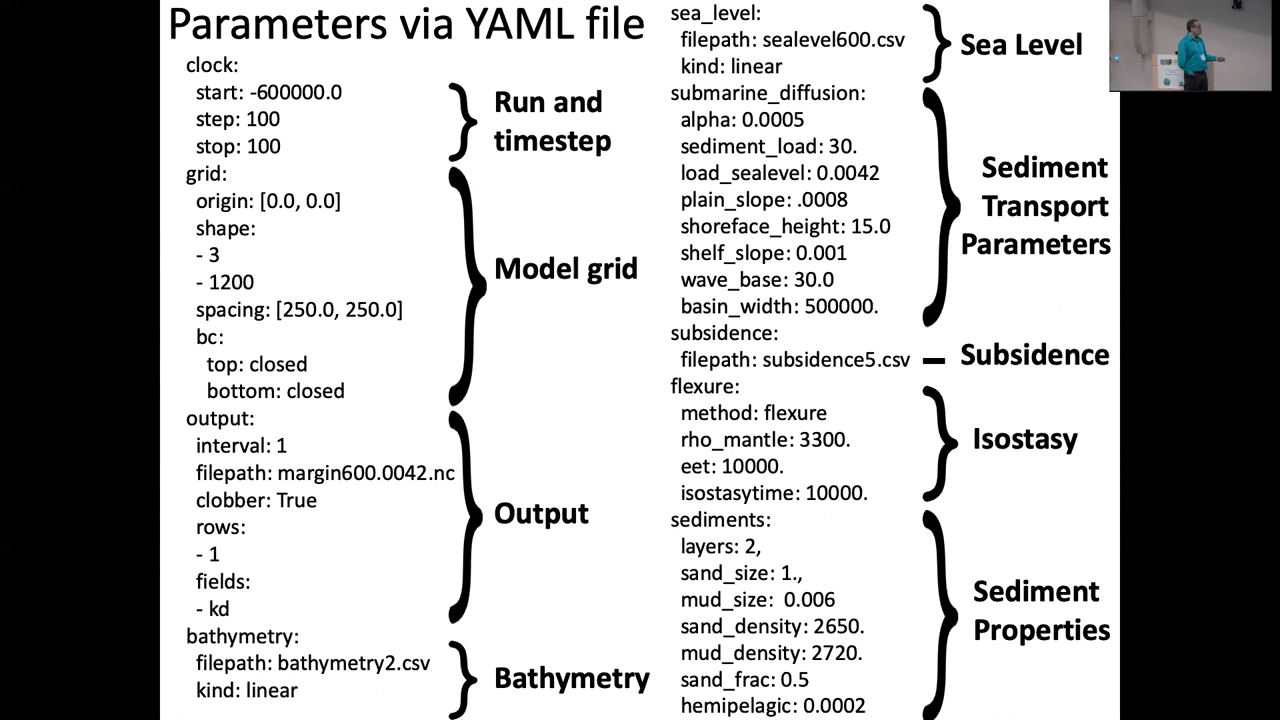 Parameters via YAML file
clock:
start: -600000.0
step: 100
stop: 100
Run and
timestep
grid:
origin: [0.0, 0.0]
shape:
- 3
- 1200
spacing: [250.0, 250.0]
bc:
top: closed
bottom: closed
Model grid
output:
interval: 1
filepath: margin600.0042.nc
clobber: True
rows:
- 1
fields:
- kd
Output
bathymetry:
filepath: bathymetry2.csv
kind: linear
Bathymetry
sea_level:
filepath: sealevel600.csv
kind: linear
Sea Level
submarine_diffusion:
alpha: 0.0005
sediment_load: 30.
load_sealevel: 0.0042
plain_slope: .0008
shoreface_height: 15.0
shelf_slope: 0.001
wave_base: 30.0
basin_width: 500000.
Sediment
Transport
Parameters
subsidence:
filepath: subsidence5.csv
Subsidence
flexure:
method: flexure
rho_mantle: 3300.
eet: 10000.
isostasytime: 10000.
Isostasy
sediments:
layers: 2,
sand_size: 1.,
mud_size:  0.006
sand_density: 2650.
mud_density: 2720.
sand_frac: 0.5
hemipelagic: 0.0002
Sediment
Properties